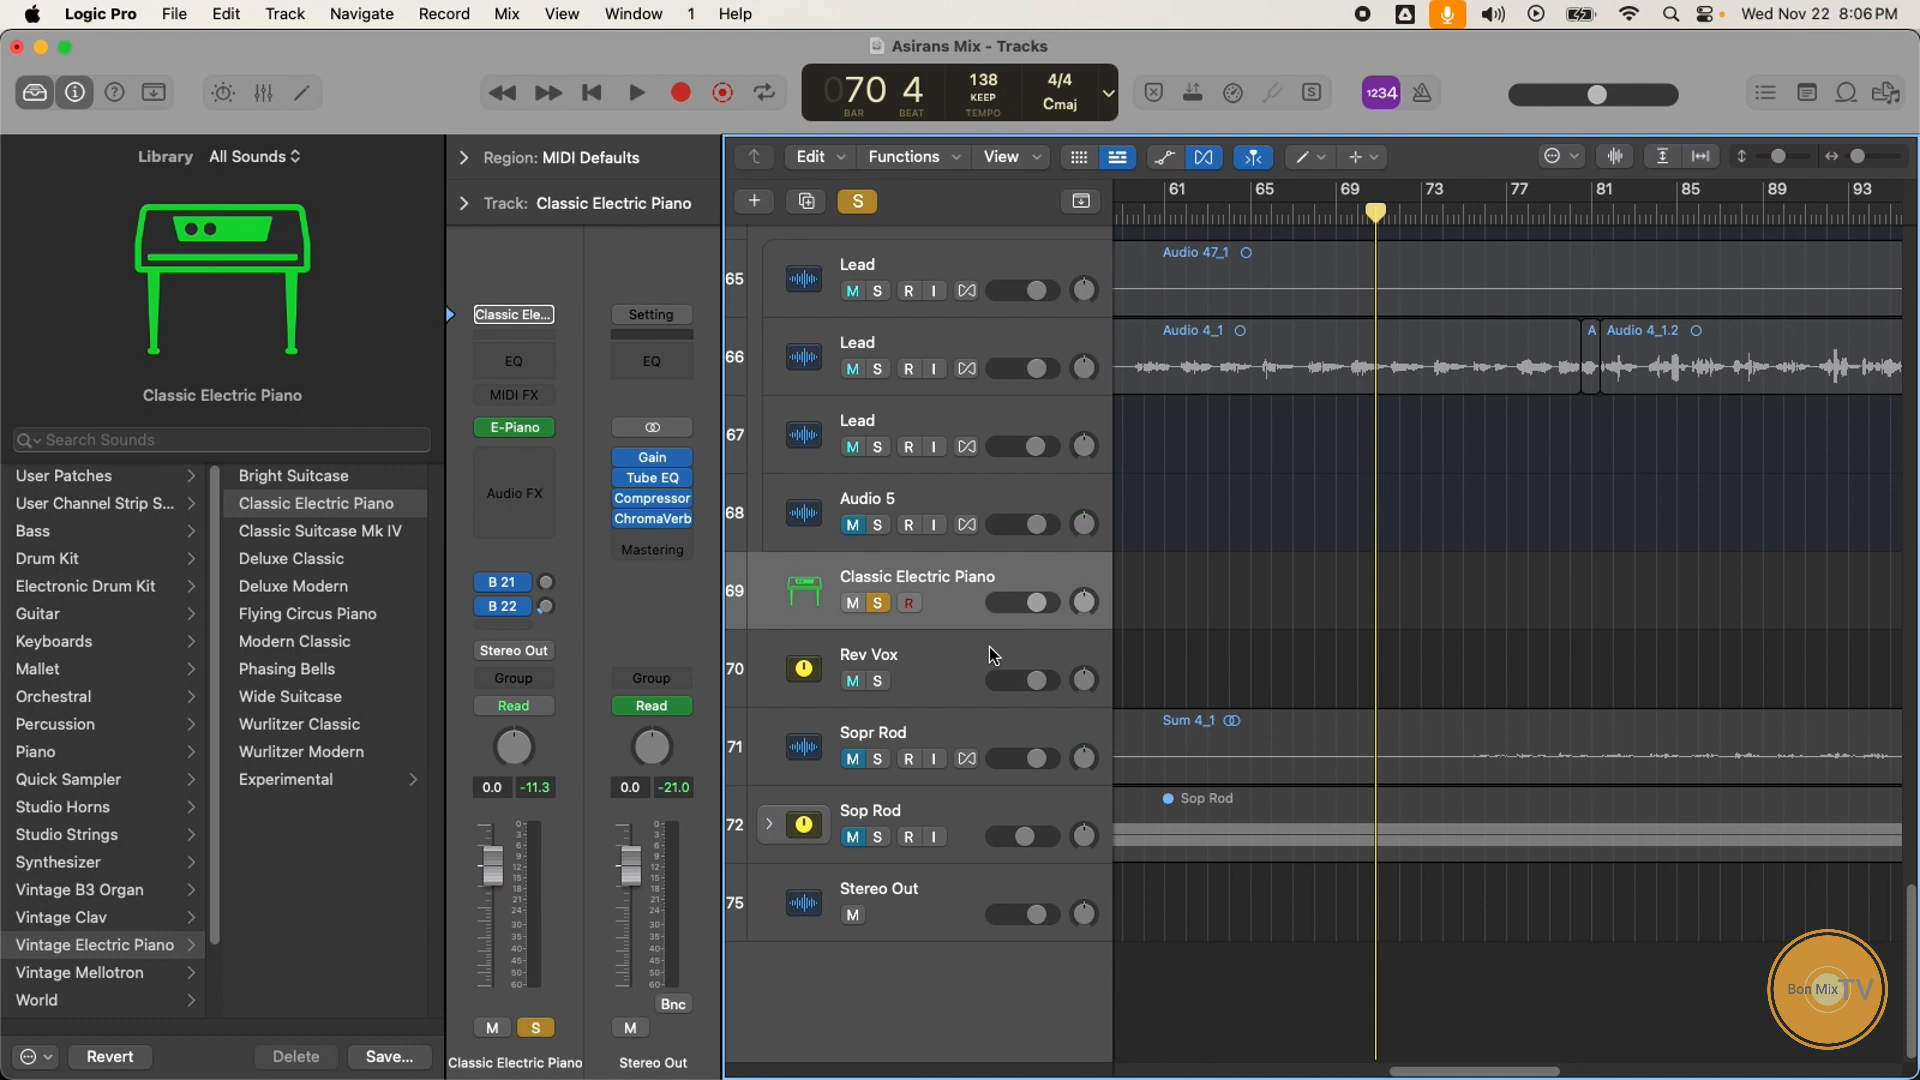 Logic Pro File Edit Track Navigate Record Mix View Window 1 Help
Wed Nov 22 8:06 PM
Asirans Mix - Tracks
070 4
BAR BEAT
138
KEEP
TEMPO
4/4
Cmaj
1234
Library All Sounds
Classic Electric Piano
Search Sounds
User Patches
User Channel Strip S...
Bass
Drum Kit
Electronic Drum Kit
Guitar
Keyboards
Mallet
Orchestral
Percussion
Piano
Quick Sampler
Studio Horns
Studio Strings
Synthesizer
Vintage B3 Organ
Vintage Clav
Vintage Electric Piano
Vintage Mellotron
World
Bright Suitcase
Classic Electric Piano
Classic Suitcase Mk IV
Deluxe Classic
Deluxe Modern
Flying Circus Piano
Modern Classic
Phasing Bells
Wide Suitcase
Wurlitzer Classic
Wurlitzer Modern
Experimental
Revert Delete Save...
Region: MIDI Defaults
Track: Classic Electric Piano
Classic Ele...
EQ
MIDI FX
E-Piano
Audio FX
B 21
B 22
Stereo Out
Group
Read
0.0 -11.3
M S
Classic Electric Piano
Setting
EQ
Gain
Tube EQ
Compressor
ChromaVerb
Mastering
Group
Read
0.0 -21.0
Bnc
M
Stereo Out
Edit Functions View
S
61 65 69 73 77 81 85 89 93
65 Lead
M S R I
Audio 47_1
66 Lead
M S R I
Audio 4_1 A Audio 4_1.2
67 Lead
M S R I
68 Audio 5
M S R I
69 Classic Electric Piano
M S R
70 Rev Vox
M S
71 Sopr Rod
M S R I
Sum 4_1
72 Sop Rod
M S R I
Sop Rod
75 Stereo Out
M
Bon Mix TV